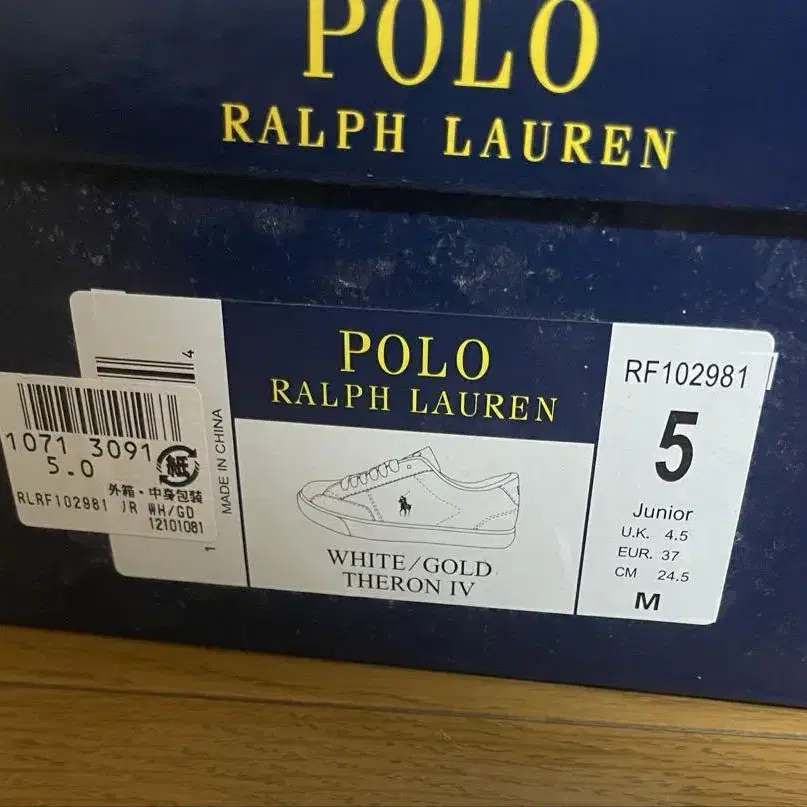 POLO
RALPH LAUREN
4
MADE IN CHINA
1
1071 3091
5.0
紙
外箱・中身包装
RLRF102981 JR WH/GD
12101081
POLO
RALPH LAUREN
WHITE/GOLD
THERON IV
RF102981
5
Junior
U.K. 4.5
EUR. 37
CM 24.5
M